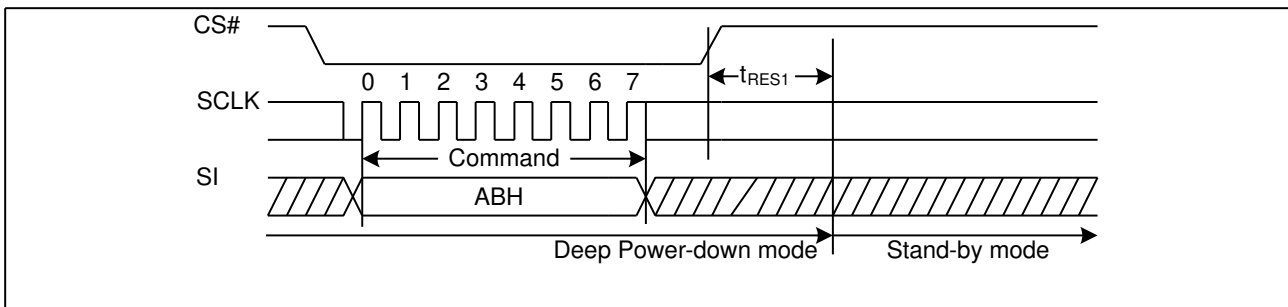 CS#
tRES1
0 1 2 3 4 5 6 7
SCLK
Command
SI
ABH
Deep Power-down mode Stand-by mode